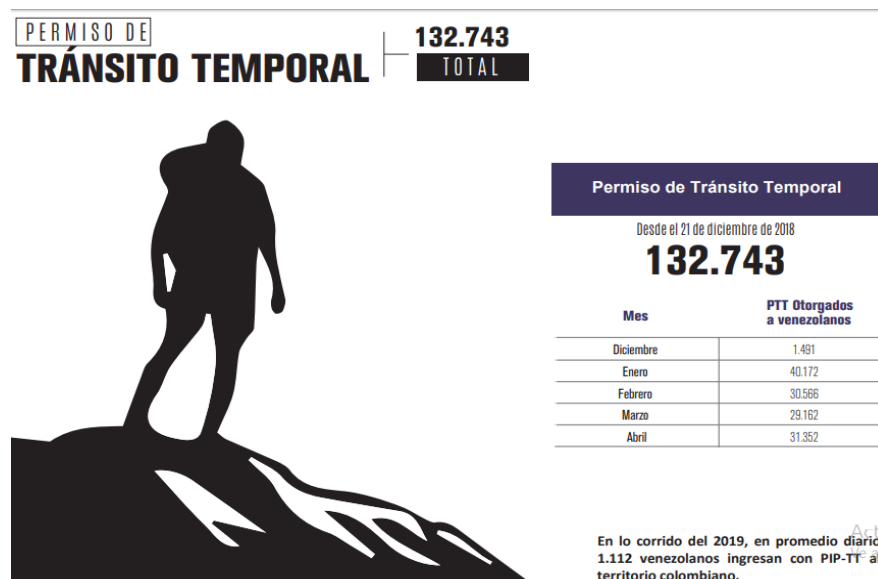 PERMISO DE
TRÁNSITO TEMPORAL
132.743
TOTAL
Permiso de Tránsito Temporal
Desde el 21 de diciembre de 2018
132.743
Mes PTT Otorgados a venezolanos
Diciembre 1.491
Enero 40.172
Febrero 30.566
Marzo 29.162
Abril 31.352
En lo corrido del 2019, en promedio diario
1.112 venezolanos ingresan con PIP-TT al
territorio colombiano.